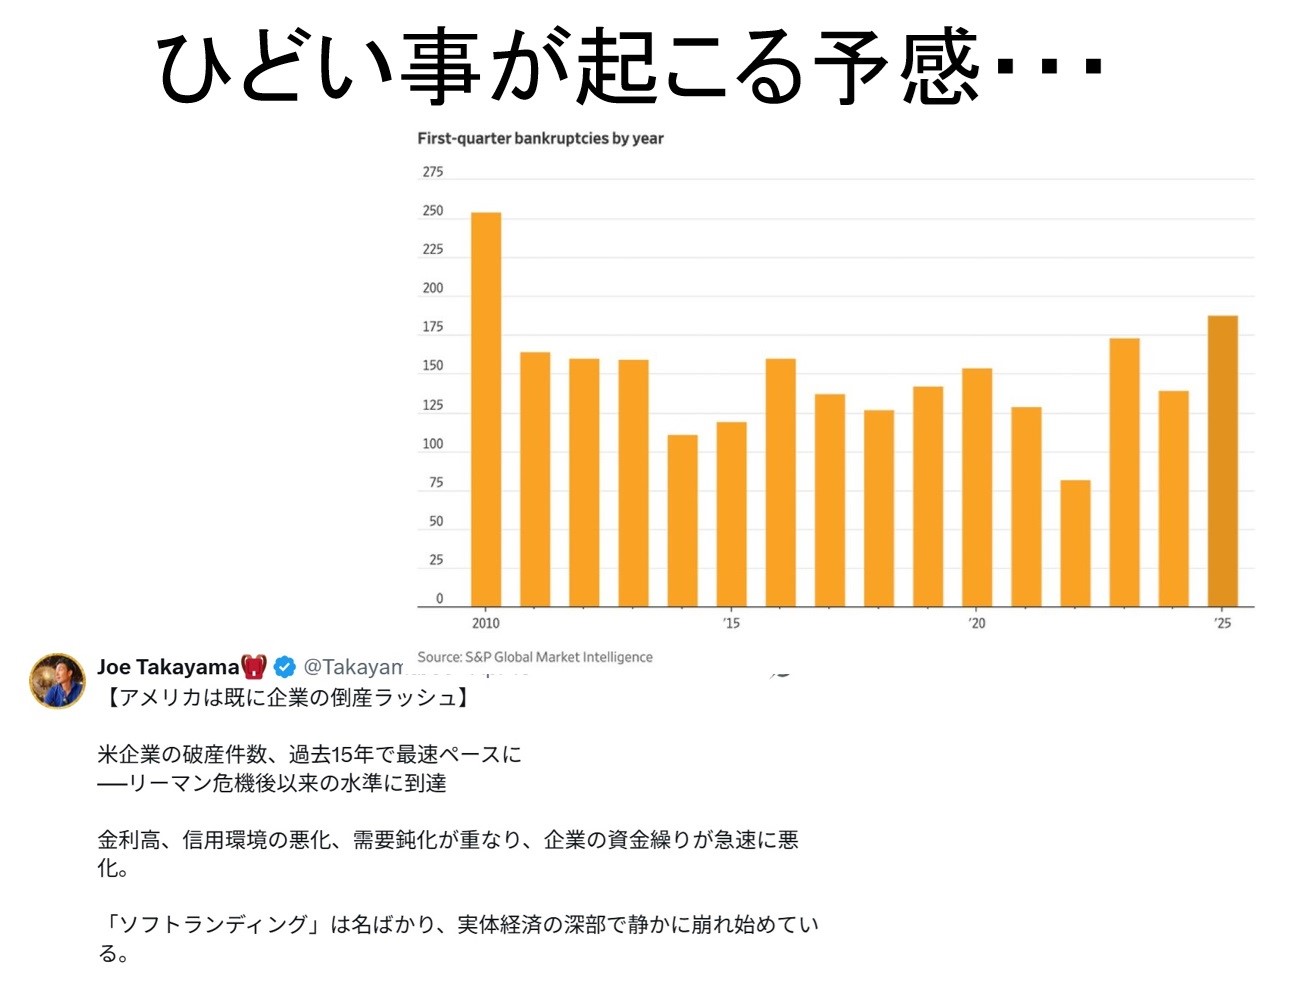 ひどい事が起こる予感・・・
First-quarter bankruptcies by year
275
250
225
200
175
150
125
100
75
50
25
0
2010 '15 '20 '25
Source: S&P Global Market Intelligence
Joe Takayama @Takayam
【アメリカは既に企業の倒産ラッシュ】
米企業の破産件数、過去15年で最速ペースに
──リーマン危機後以来の水準に到達
金利高、信用環境の悪化、需要鈍化が重なり、企業の資金繰りが急速に悪
化。
「ソフトランディング」は名ばかり、実体経済の深部で静かに崩れ始めてい
る。